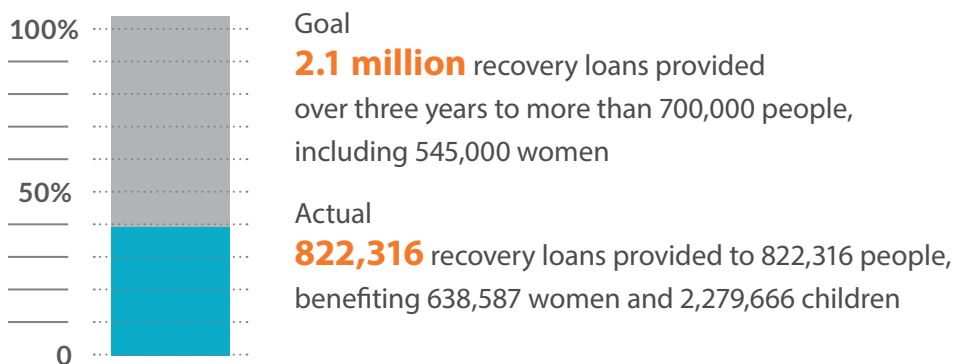 100%
50%
0
Goal
2.1 million recovery loans provided
over three years to more than 700,000 people,
including 545,000 women
Actual
822,316 recovery loans provided to 822,316 people,
benefiting 638,587 women and 2,279,666 children